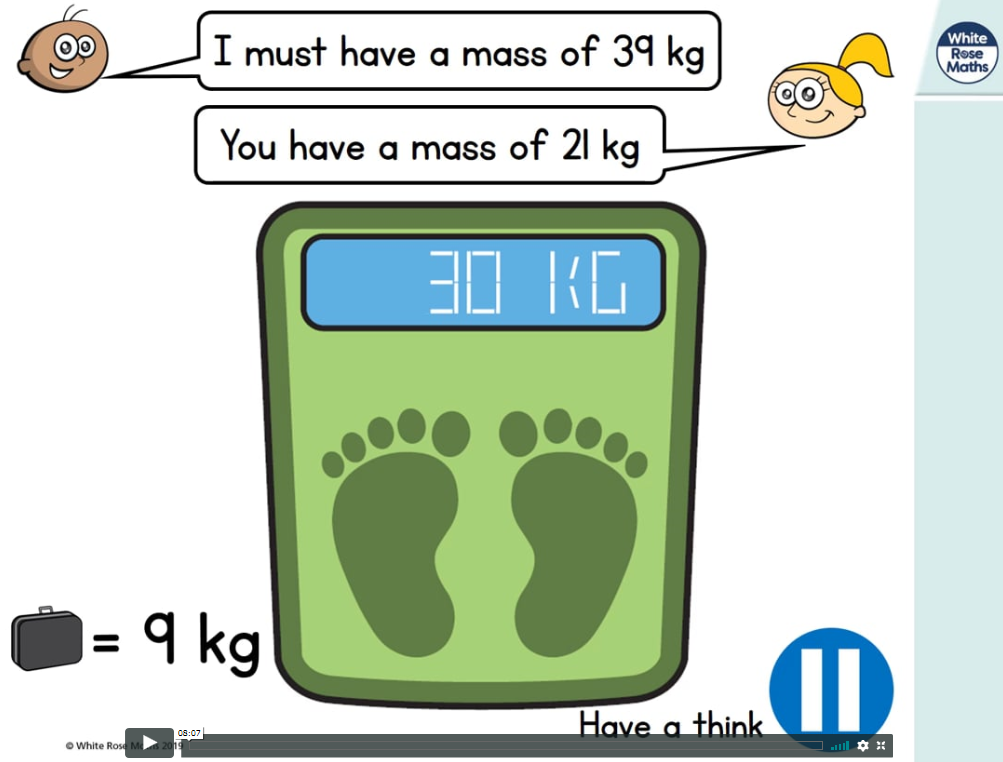 I must have a mass of 39 kg
White
Rose
Maths
You have a mass of 21 kg
30 KG
= 9 kg
Have a think
08:07
© White Rose M 2019